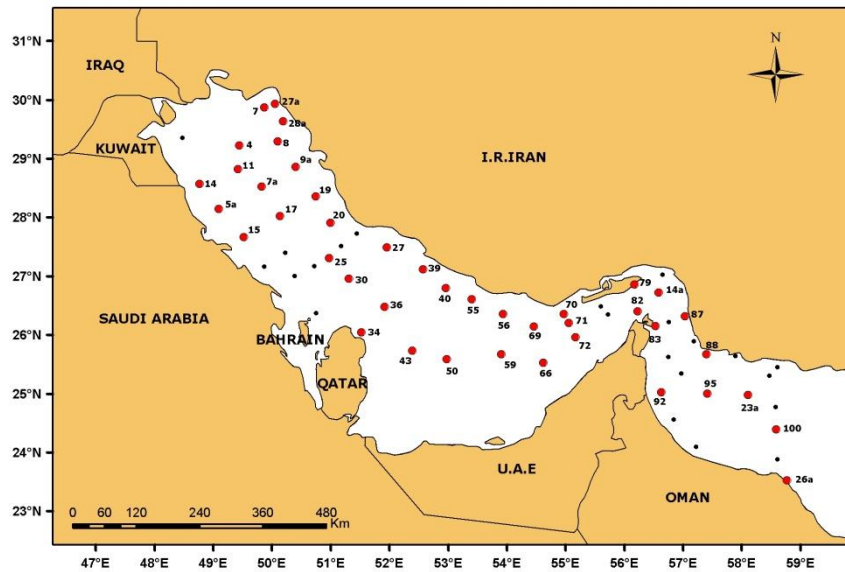 N
31°N
IRAQ
30°N
7
27a
28a
KUWAIT
4
8
29°N
11
9a
I.R.IRAN
14
7a
19
28°N
5a
17
20
15
27
27°N
25
39
30
40
55
70
79
14a
SAUDI ARABIA
36
56
71
82
87
26°N
BAHRAIN
34
69
72
83
88
43
50
59
66
QATAR
25°N
92
95
23a
100
24°N
U.A.E
26a
23°N
OMAN
0 60 120 240 360 480
Km
47°E 48°E 49°E 50°E 51°E 52°E 53°E 54°E 55°E 56°E 57°E 58°E 59°E